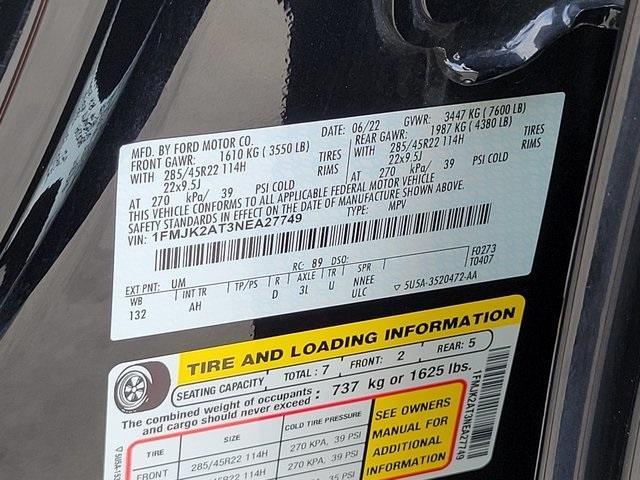 MFD. BY FORD MOTOR CO.
DATE: 06/22 GVWR: 3447 KG (7600 LB)
FRONT GAWR: 1610 KG (3550 LB)
REAR GAWR: 1987 KG (4380 LB)
WITH 285/45R22 114H TIRES
WITH 285/45R22 114H TIRES
22x9.5J RIMS
22x9.5J RIMS
AT 270 kPa/ 39 PSI COLD
AT 270 kPa/ 39 PSI COLD
THIS VEHICLE CONFORMS TO ALL APPLICABLE FEDERAL MOTOR VEHICLE
SAFETY STANDARDS IN EFFECT ON THE DATE OF MANUFACTURE SHOWN ABOVE.
VIN: 1FMJK2AT3NEA27749 TYPE: MPV
EXT PNT: UM RC: 89 DSO: F0273
WB INT TR TP/PS R AXLE TR SPR T0407
132 AH D 3L U NNEE ▽ 5U5A-3520472-AA
ULC
TIRE AND LOADING INFORMATION
SEATING CAPACITY TOTAL: 7 FRONT: 2 REAR: 5
The combined weight of occupants
and cargo should never exceed: 737 kg or 1625 lbs.
TIRE SIZE COLD TIRE PRESSURE
FRONT 285/45R22 114H 270 KPA, 39 PSI
285/45R22 114H 270 KPA, 39 PSI
35 PSI
SEE OWNERS
MANUAL FOR
ADDITIONAL
INFORMATION
1FMJK2AT3NEA27749